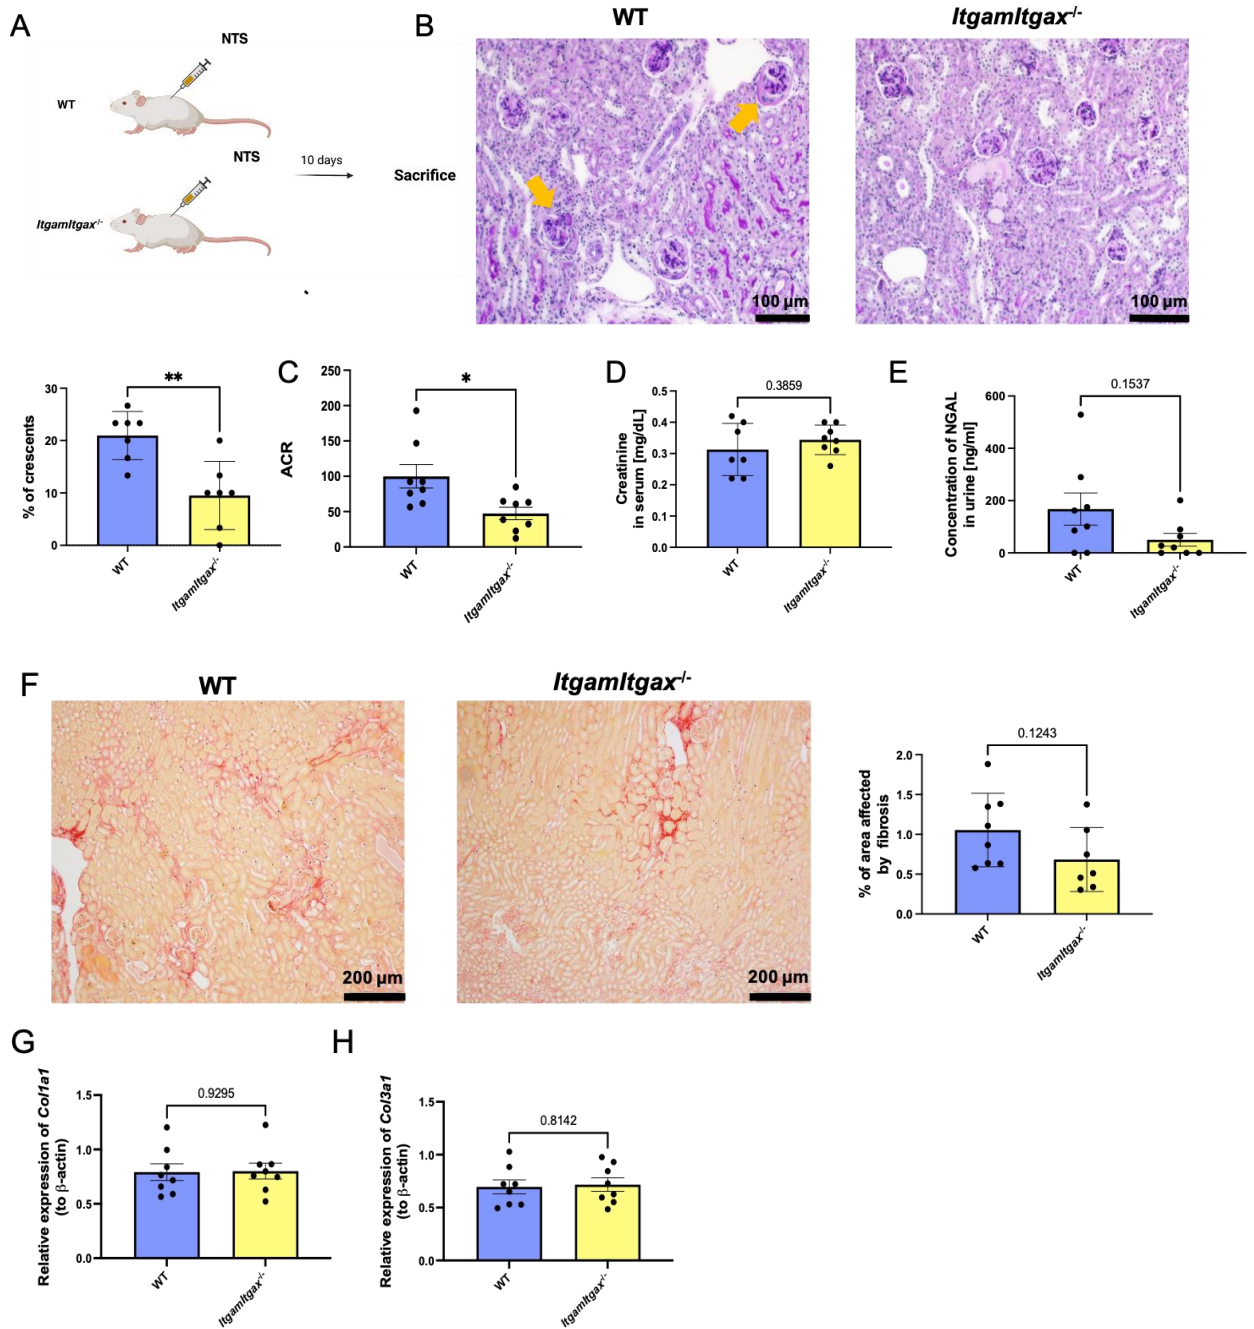 A
NTS
WT
NTS
10 days
Sacrifice
ItgamItgax-/-
B
WT
ItgamItgax-/-
100 µm
100 µm
% of crescents
30
20
10
0
**
WT
ItgamItgax-/-
C
ACR
250
200
150
100
50
0
*
WT
ItgamItgax-/-
D
Creatinine
in serum [mg/dL]
0.5
0.4
0.3
0.2
0.1
0.0
0.3859
WT
ItgamItgax-/-
E
Concentration of NGAL
in urine [ng/ml]
600
400
200
0
0.1537
WT
ItgamItgax-/-
F
WT
ItgamItgax-/-
200 µm
200 µm
% of area affected
by fibrosis
2.0
1.5
1.0
0.5
0.0
0.1243
WT
ItgamItgax-/-
G
Relative expression of Col1a1
(to β-actin)
1.5
1.0
0.5
0.0
0.9295
WT
ItgamItgax-/-
H
Relative expression of Col3a1
(to β-actin)
1.5
1.0
0.5
0.0
0.8142
WT
ItgamItgax-/-